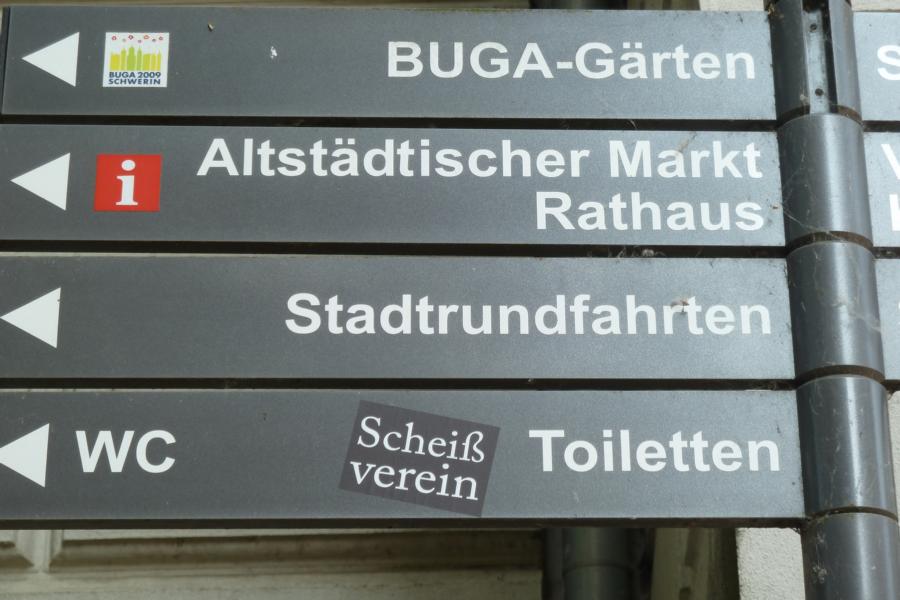 BUGA 2009
SCHWERIN
BUGA-Gärten
i
Altstädtischer Markt
Rathaus
Stadtrundfahrten
WC
Scheiß
verein
Toiletten